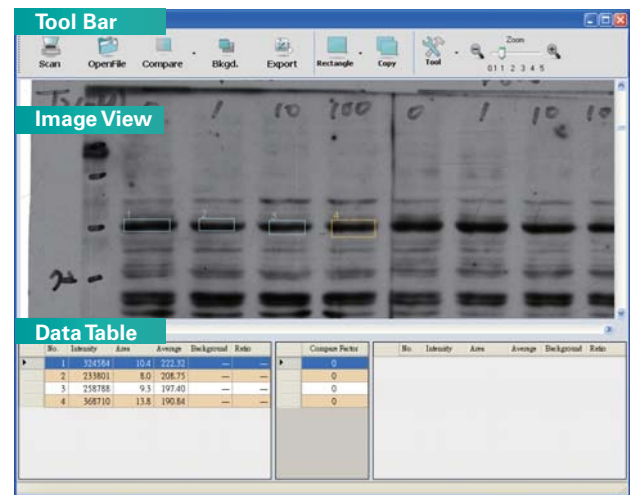 Tool Bar
Scan OpenFile Compare Bkgd. Export Rectangle Copy Tool Zoom
0.1 1 2 3 4 5
Image View
1 10 100 0 1 10 10
1 2 3 4
Data Table
No. Intensity Area Average Background Ratio Compare Factor No. Intensity Area Average Background Ratio
1 324564 10.4 222.32 — — 0
2 233801 8.0 208.75 — — 0
3 258788 9.3 197.40 — — 0
4 368710 13.8 190.84 — — 0